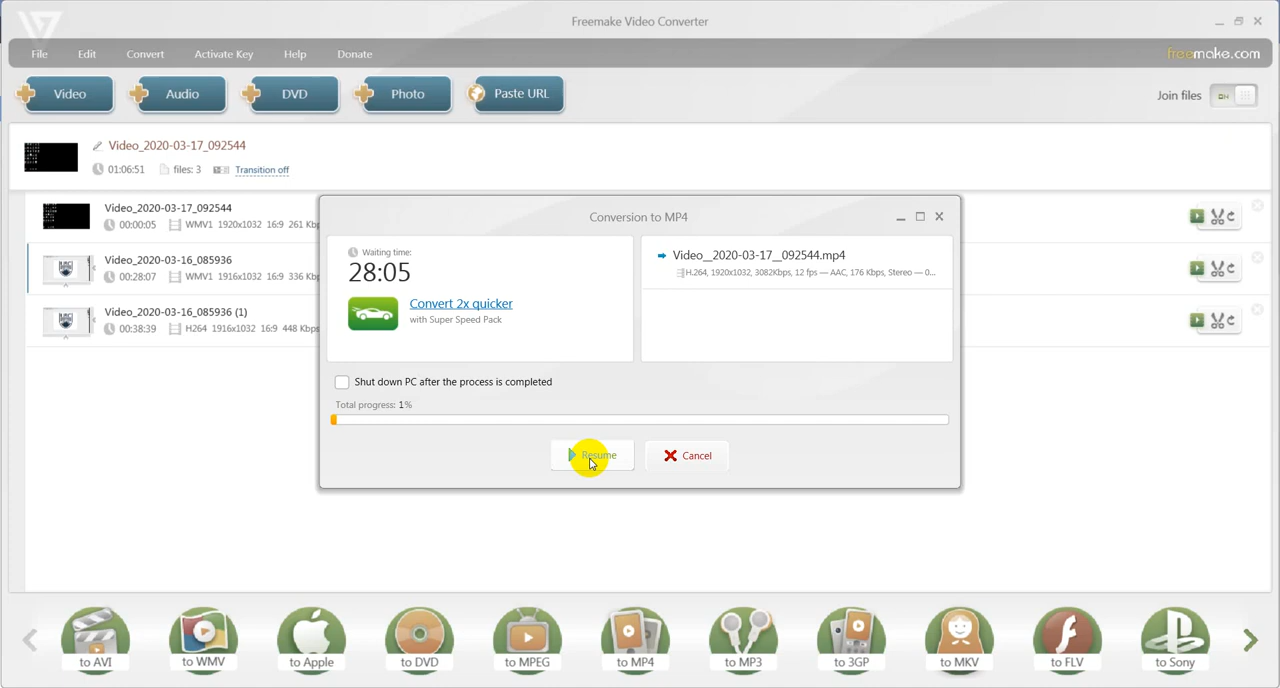 Freemake Video Converter
File Edit Convert Activate Key Help Donate
freemake.com
Video Audio DVD Photo Paste URL
Join files
Video_2020-03-17_092544
01:06:51 files: 3 Transition off
Video_2020-03-17_092544
00:00:05 WMV1 1920x1032 16:9 261 Kbp
Video_2020-03-16_085936
00:28:07 WMV1 1916x1032 16:9 336 Kbp
Video_2020-03-16_085936 (1)
00:38:39 H264 1916x1032 16:9 448 Kbp
Conversion to MP4
Waiting time:
28:05
Convert 2x quicker
with Super Speed Pack
Video__2020-03-17__092544.mp4
H.264, 1920x1032, 3082Kbps, 12 fps — AAC, 176 Kbps, Stereo — 0...
Shut down PC after the process is completed
Total progress: 1%
Resume Cancel
to AVI to WMV to Apple to DVD to MPEG to MP4 to MP3 to 3GP to MKV to FLV to Sony